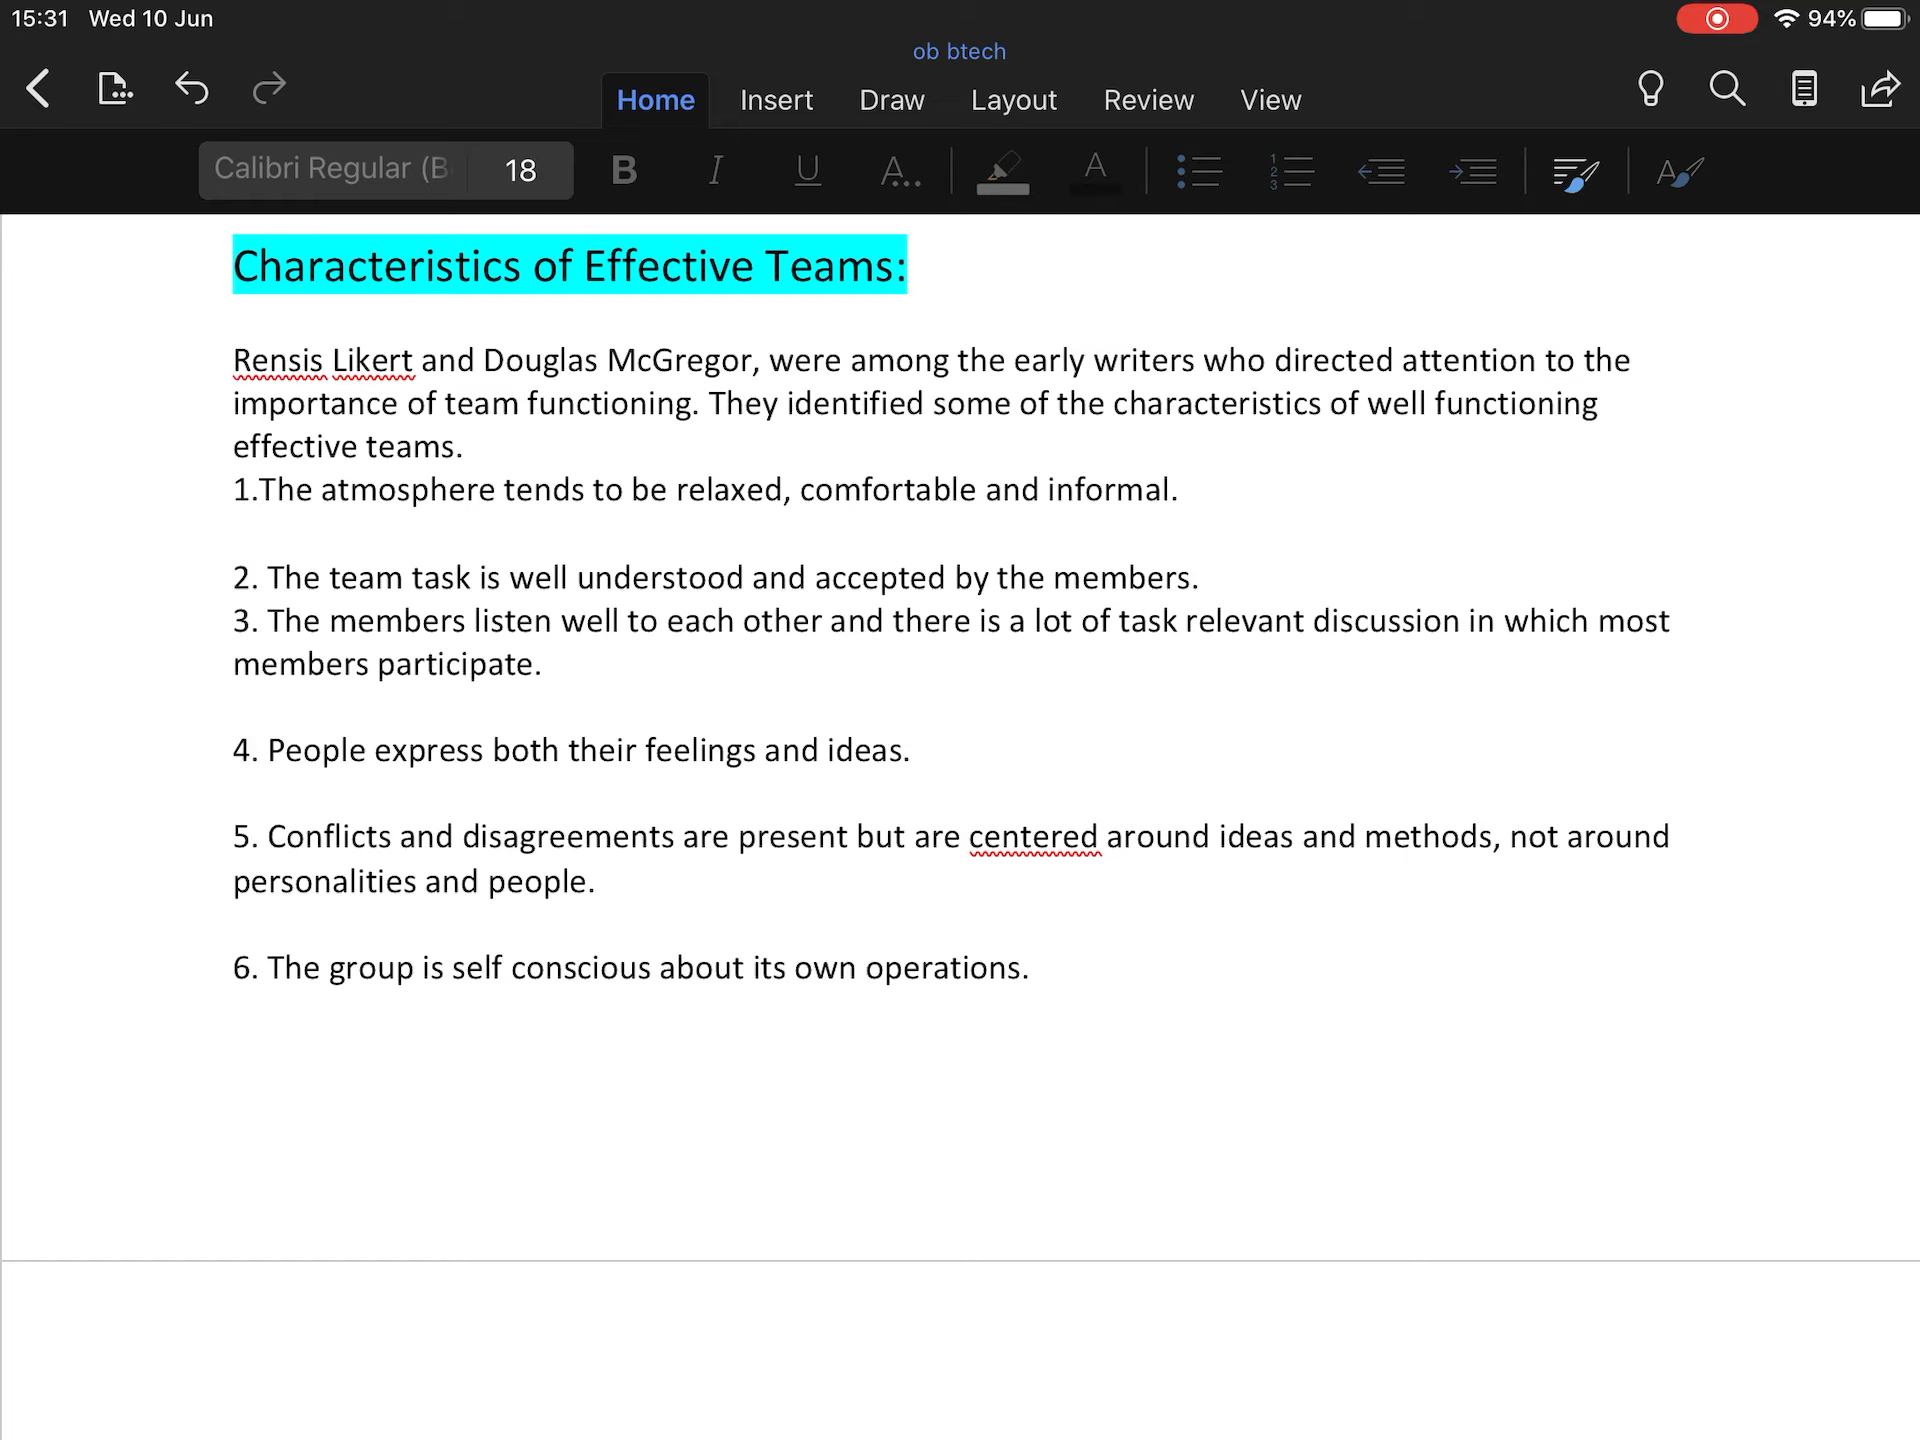 15:31 Wed 10 Jun
94%
ob btech
Home Insert Draw Layout Review View
Calibri Regular (B 18 B I U A.. A 1 2 3 A
Characteristics of Effective Teams:
Rensis Likert and Douglas McGregor, were among the early writers who directed attention to the
importance of team functioning. They identified some of the characteristics of well functioning
effective teams.
1.The atmosphere tends to be relaxed, comfortable and informal.
2. The team task is well understood and accepted by the members.
3. The members listen well to each other and there is a lot of task relevant discussion in which most
members participate.
4. People express both their feelings and ideas.
5. Conflicts and disagreements are present but are centered around ideas and methods, not around
personalities and people.
6. The group is self conscious about its own operations.